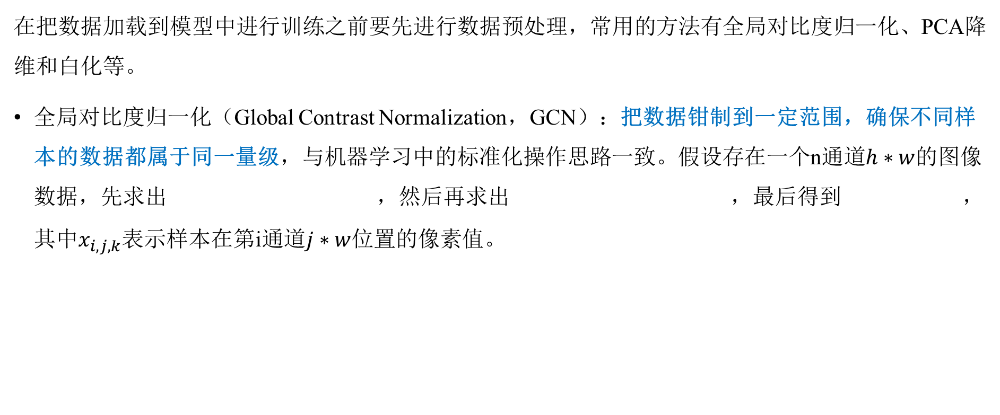 在把数据加载到模型中进行训练之前要先进行数据预处理，常用的方法有全局对比度归一化、PCA降
维和白化等。
• 全局对比度归一化（Global Contrast Normalization，GCN）：把数据钳制到一定范围，确保不同样
本的数据都属于同一量级，与机器学习中的标准化操作思路一致。假设存在一个n通道h * w的图像
数据，先求出 ，然后再求出 ，最后得到 ，
其中x_{i,j,k}表示样本在第i通道j * w位置的像素值。